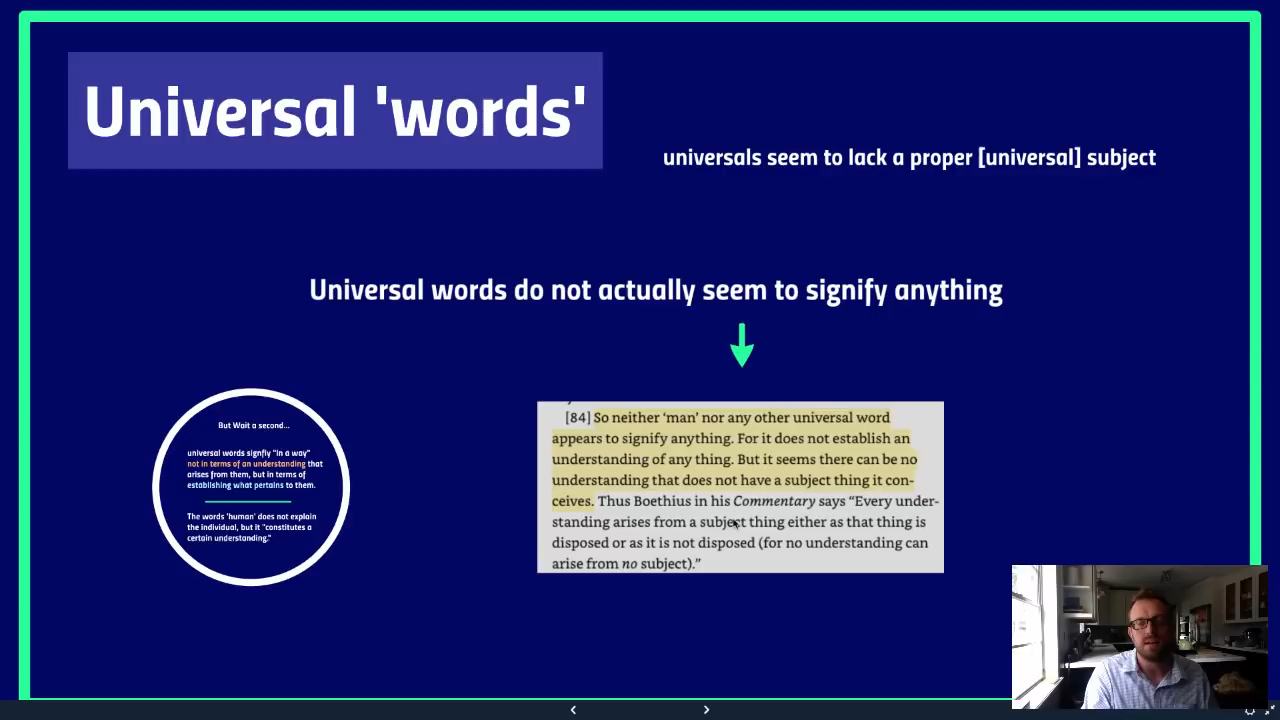 Universal 'words'
universals seem to lack a proper [universal] subject
Universal words do not actually seem to signify anything
But Wait a second...
universal words signfiy "in a way"
not in terms of an understanding that
arises from them, but in terms of
establishing what pertains to them.
The words 'human' does not explain
the individual, but it "constitutes a
certain understanding."
[84] So neither ‘man’ nor any other universal word
appears to signify anything. For it does not establish an
understanding of any thing. But it seems there can be no
understanding that does not have a subject thing it con-
ceives. Thus Boethius in his Commentary says “Every under-
standing arises from a subject thing either as that thing is
disposed or as it is not disposed (for no understanding can
arise from no subject).”